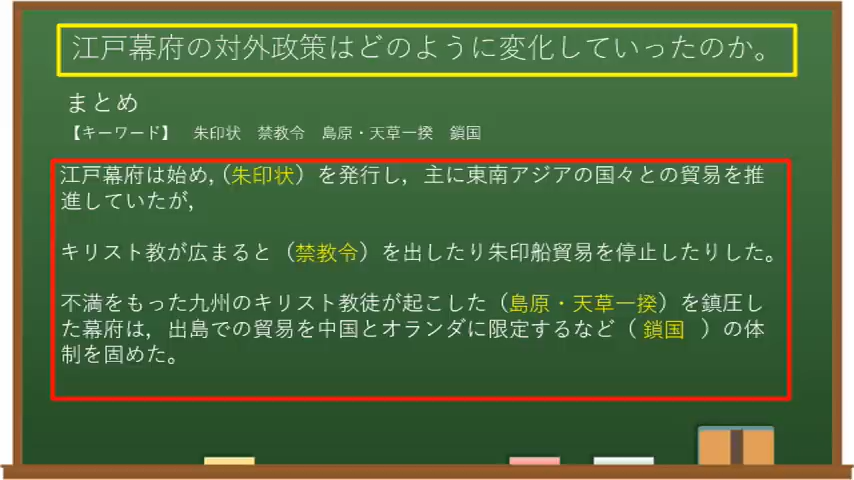 江戸幕府の対外政策はどのように変化していったのか。
まとめ
【キーワード】　朱印状　禁教令　島原・天草一揆　鎖国
江戸幕府は始め,（朱印状）を発行し，主に東南アジアの国々との貿易を推
進していたが,
キリスト教が広まると（禁教令）を出したり朱印船貿易を停止したりした。
不満をもった九州のキリスト教徒が起こした（島原・天草一揆）を鎮圧し
た幕府は，出島での貿易を中国とオランダに限定するなど（ 鎖国　）の体
制を固めた。